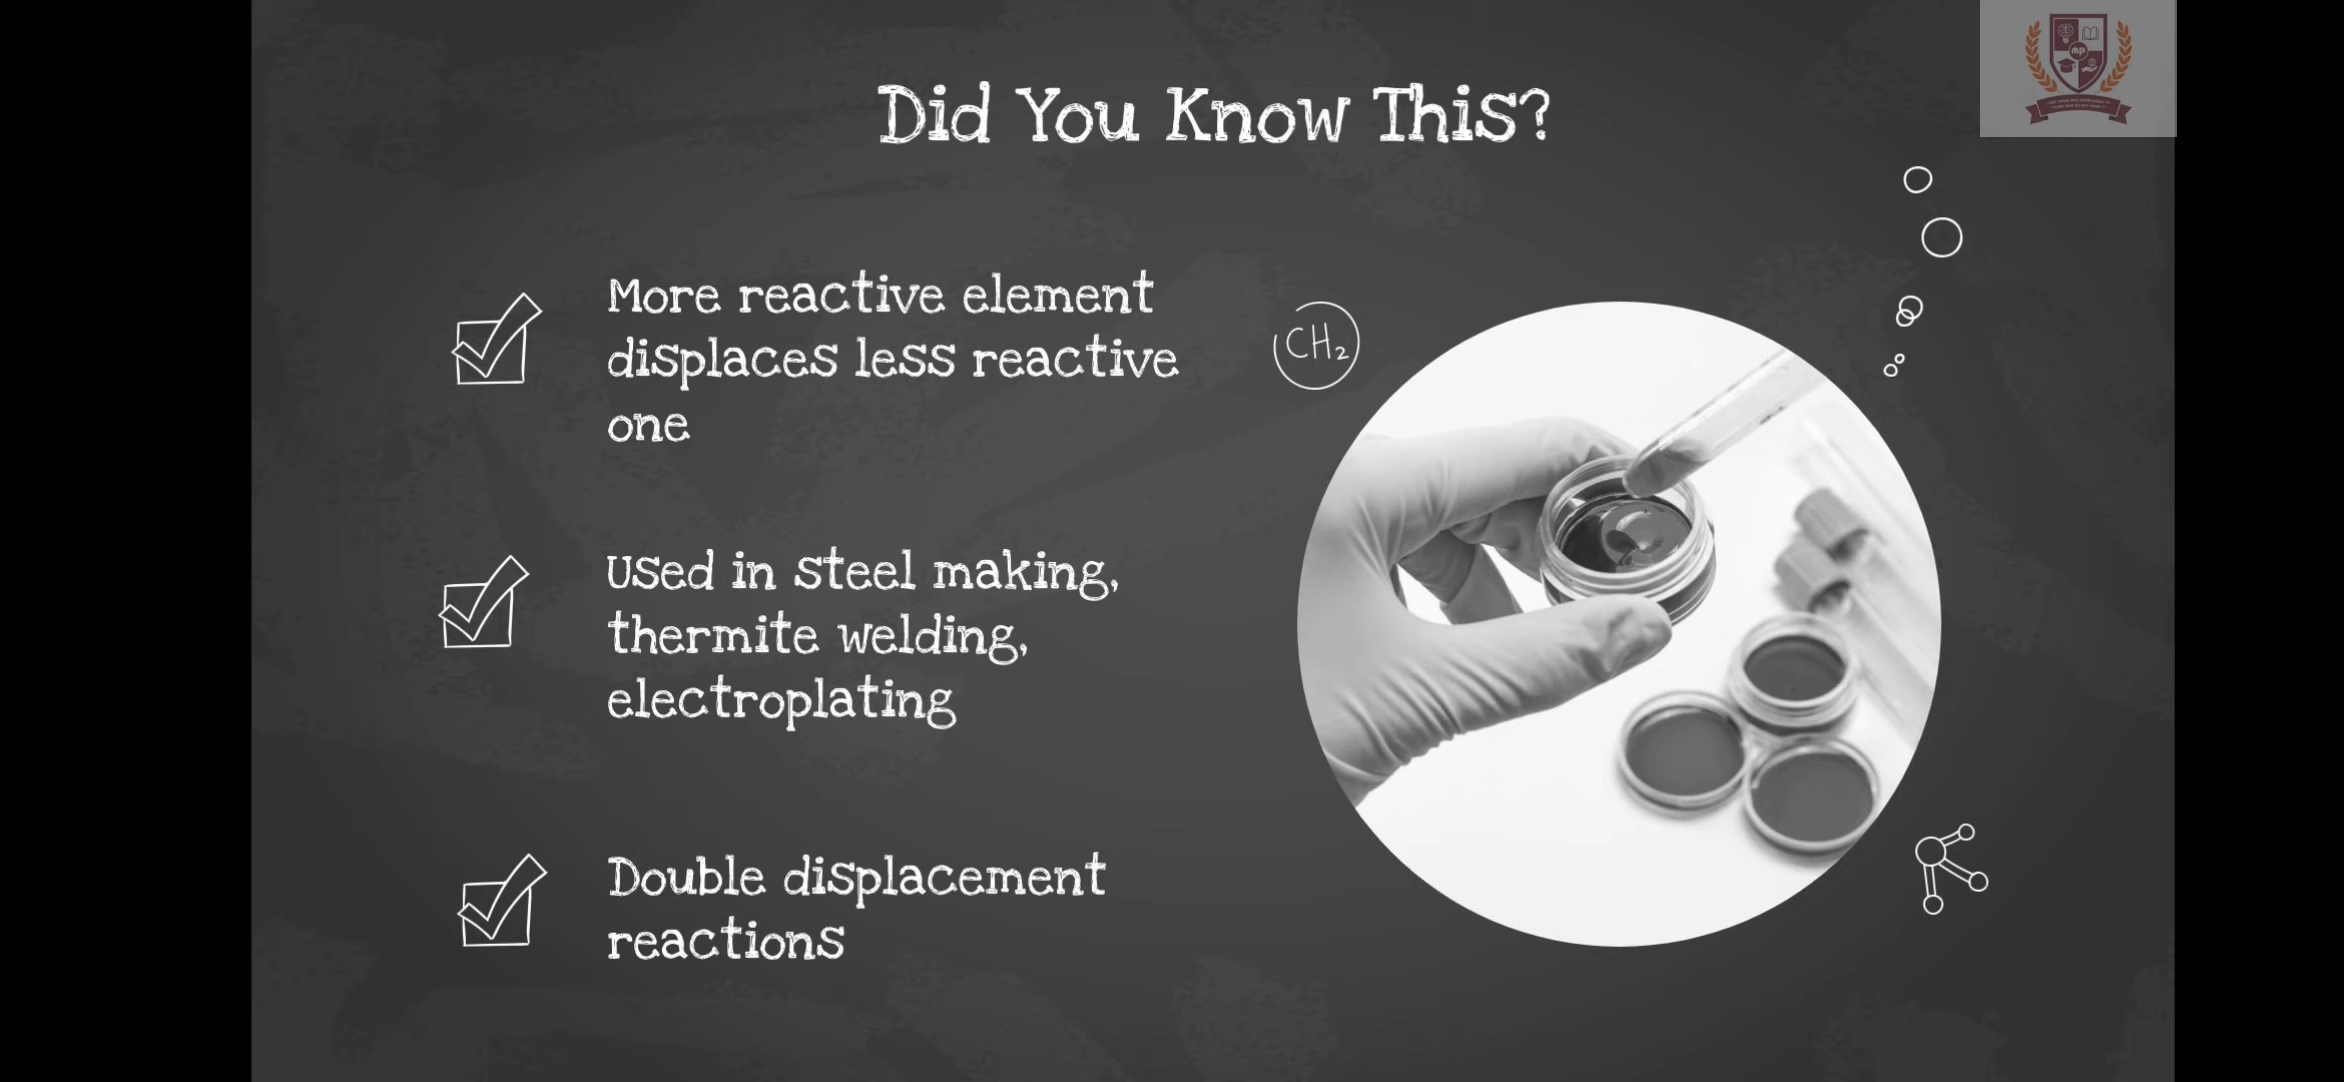 Did You Know This?
More reactive element
displaces less reactive
one
CH₂
Used in steel making,
thermite welding,
electroplating
Double displacement
reactions
mp